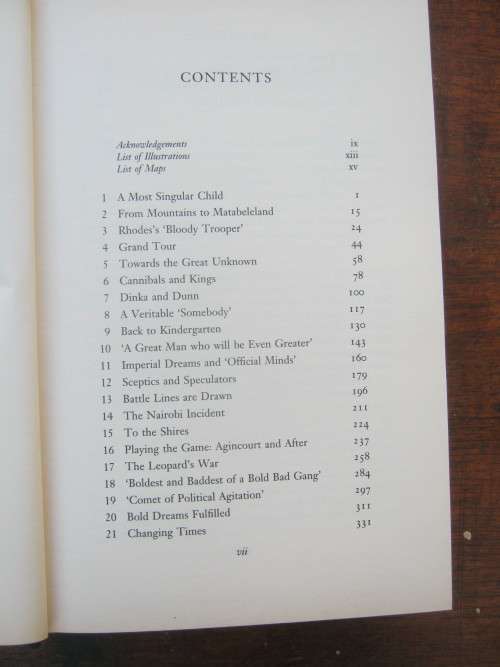 CONTENTS
Acknowledgements ix
List of Illustrations xiii
List of Maps xv
1 A Most Singular Child 1
2 From Mountains to Matabeleland 15
3 Rhodes's ‘Bloody Trooper’ 24
4 Grand Tour 44
5 Towards the Great Unknown 58
6 Cannibals and Kings 78
7 Dinka and Dunn 100
8 A Veritable ‘Somebody’ 117
9 Back to Kindergarten 130
10 ‘A Great Man who will be Even Greater’ 143
11 Imperial Dreams and ‘Official Minds’ 160
12 Sceptics and Speculators 179
13 Battle Lines are Drawn 196
14 The Nairobi Incident 211
15 To the Shires 224
16 Playing the Game: Agincourt and After 237
17 The Leopard's War 258
18 ‘Boldest and Baddest of a Bold Bad Gang’ 284
19 ‘Comet of Political Agitation’ 297
20 Bold Dreams Fulfilled 311
21 Changing Times 331
vii